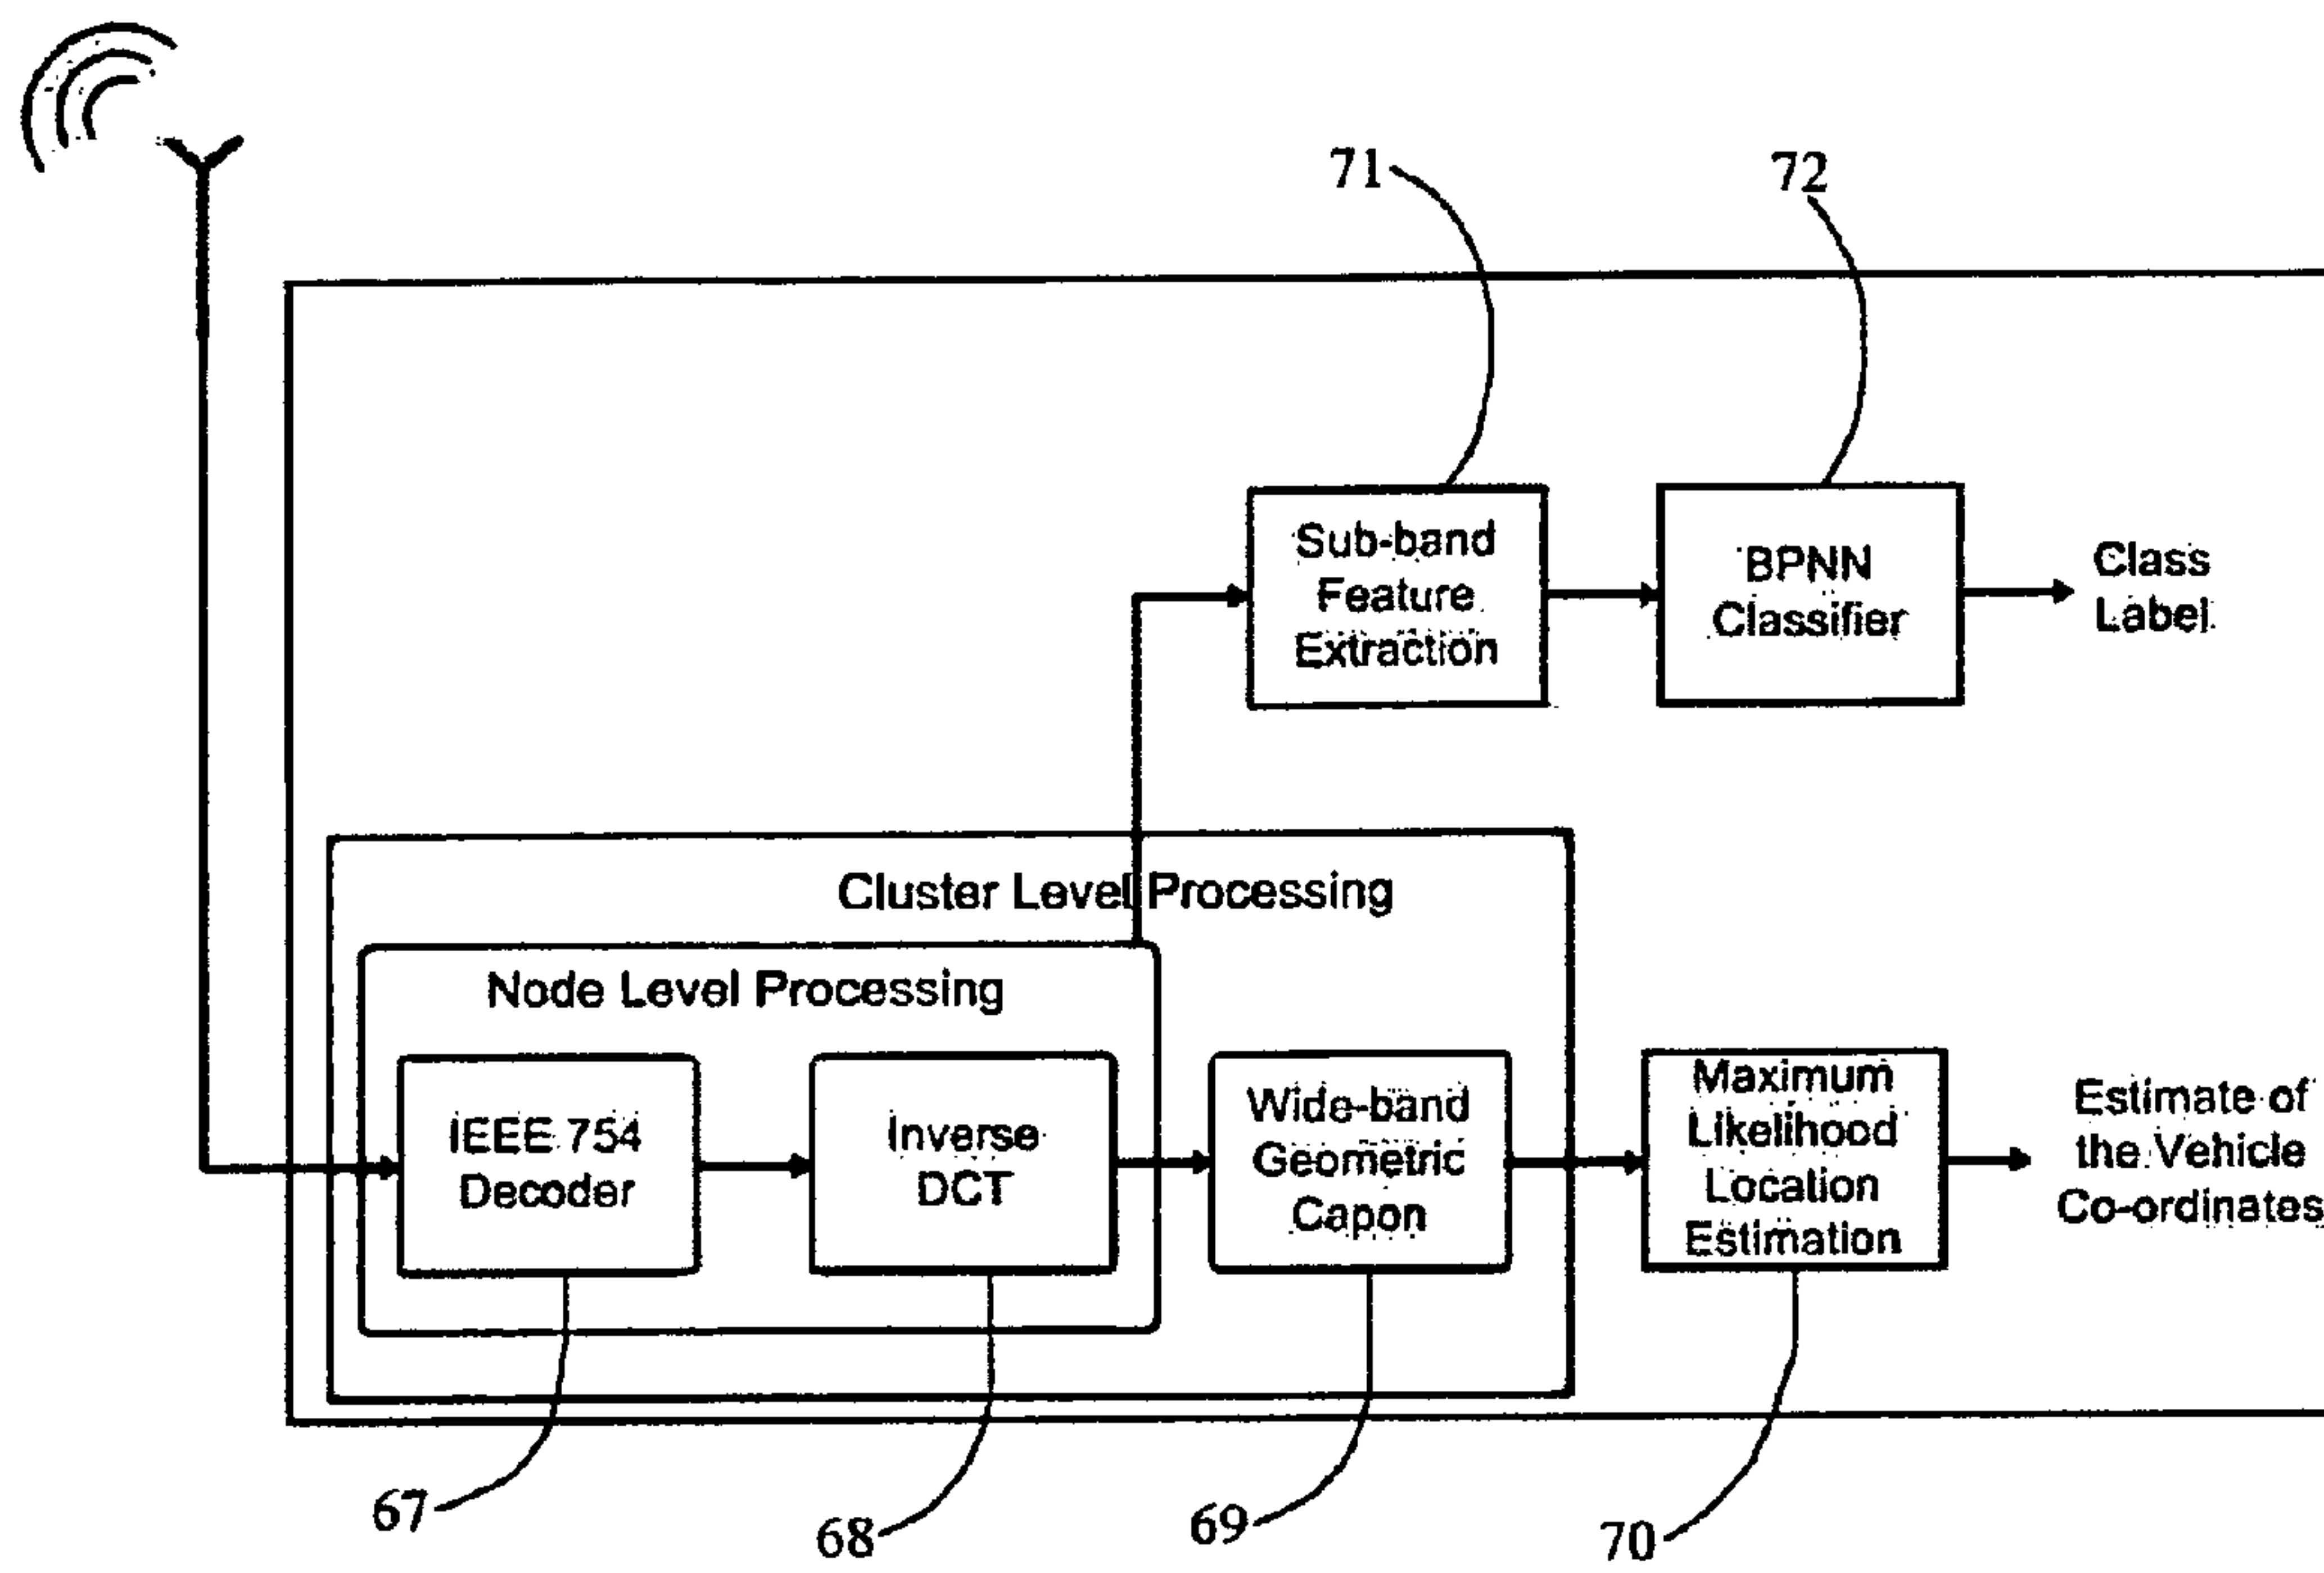 71
72
Sub-band
Feature
Extraction
BPNN
Classifier
Class
Label
Cluster Level Processing
Node Level Processing
IEEE 754
Decoder
Inverse
DCT
Wide-band
Geometric
Capon
Maximum
Likelihood
Location
Estimation
Estimate of
the Vehicle
Co-ordinates
67
68
69
70